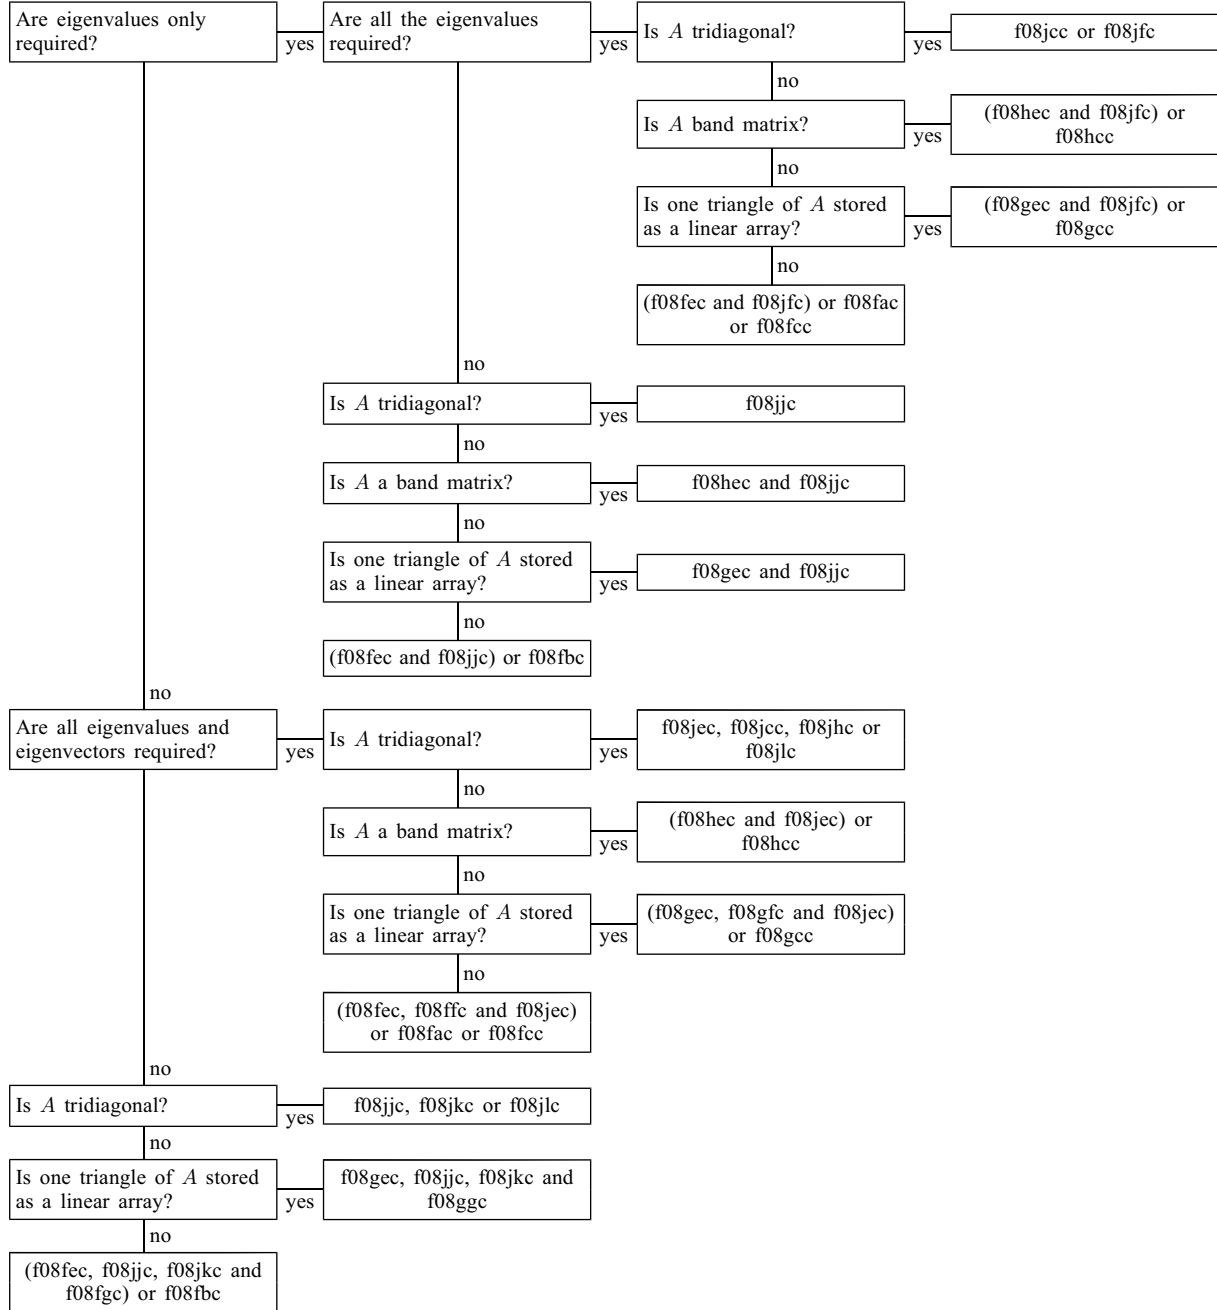 Are eigenvalues only
required?
yes
Are all the eigenvalues
required?
yes
Is A tridiagonal?
yes
f08jcc or f08jfc
no
Is A band matrix?
yes
(f08hec and f08jfc) or
f08hcc
no
Is one triangle of A stored
as a linear array?
yes
(f08gec and f08jfc) or
f08gcc
no
(f08fec and f08jfc) or f08fac
or f08fcc
no
Is A tridiagonal?
yes
f08jjc
no
Is A a band matrix?
yes
f08hec and f08jjc
no
Is one triangle of A stored
as a linear array?
yes
f08gec and f08jjc
no
(f08fec and f08jjc) or f08fbc
no
Are all eigenvalues and
eigenvectors required?
yes
Is A tridiagonal?
yes
f08jec, f08jcc, f08jhc or
f08jlc
no
Is A a band matrix?
yes
(f08hec and f08jec) or
f08hcc
no
Is one triangle of A stored
as a linear array?
yes
(f08gec, f08gfc and f08jec)
or f08gcc
no
(f08fec, f08ffc and f08jec)
or f08fac or f08fcc
no
Is A tridiagonal?
yes
f08jjc, f08jkc or f08jlc
no
Is one triangle of A stored
as a linear array?
yes
f08gec, f08jjc, f08jkc and
f08ggc
no
(f08fec, f08jjc, f08jkc and
f08fgc) or f08fbc